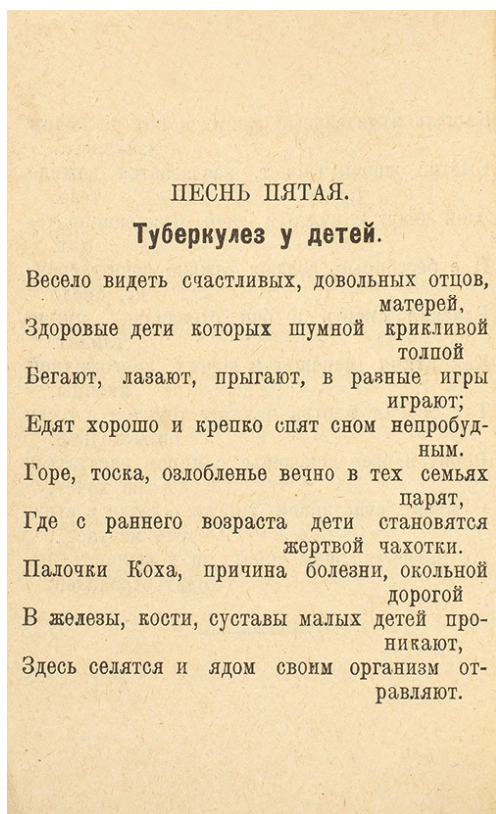 ПЕСНЬ ПЯТАЯ.
Туберкулез у детей.
Весело видеть счастливых, довольных отцов,
матерей,
Здоровые дети которых шумной крикливой
толпой
Бегают, лазают, прыгают, в разные игры
играют;
Едят хорошо и крепко спят сном непробуд-
ным.
Горе, тоска, озлобленье вечно в тех семьях
царят,
Где с раннего возраста дети становятся
жертвой чахотки.
Палочки Коха, причина болезни, окольной
дорогой
В железы, кости, суставы малых детей про-
никают,
Здесь селятся и ядом своим организм от-
равляют.